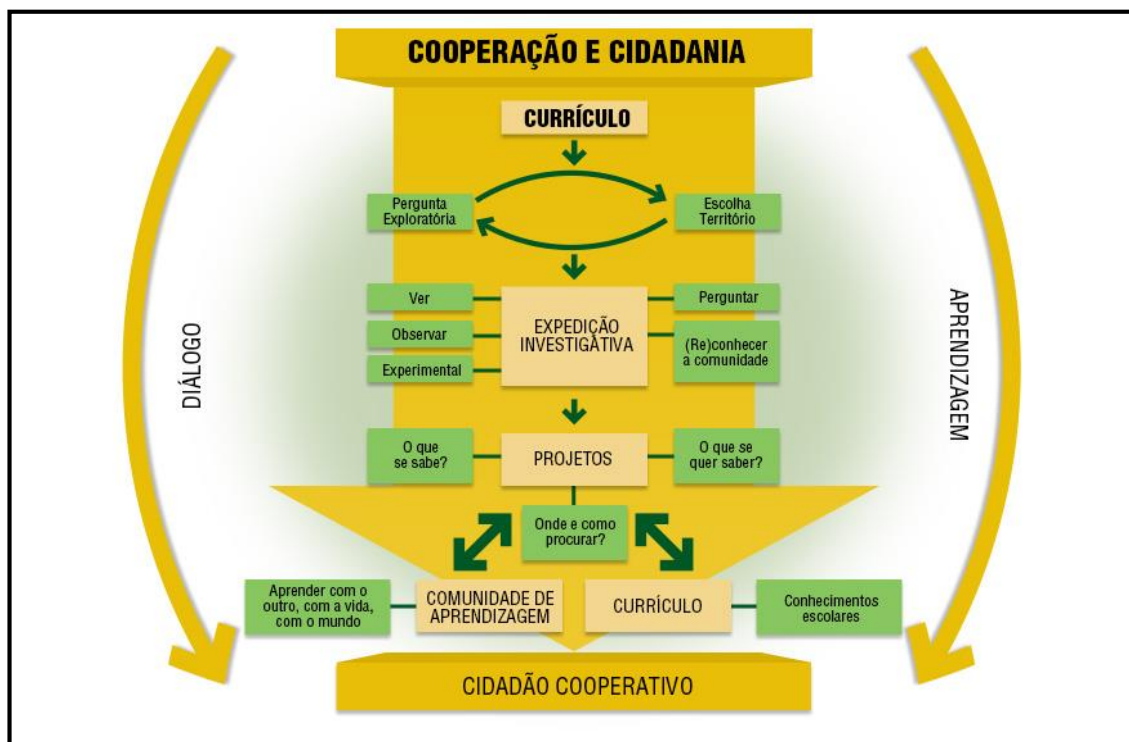 COOPERAÇÃO E CIDADANIA
CURRÍCULO
Pergunta
Exploratória
Escolha
Território
Ver
Observar
Experimental
EXPEDIÇÃO
INVESTIGATIVA
Perguntar
(Re)conhecer
a comunidade
DIÁLOGO
APRENDIZAGEM
O que
se sabe?
PROJETOS
O que se
quer saber?
Onde e como
procurar?
Aprender com o
outro, com a vida,
com o mundo
COMUNIDADE DE
APRENDIZAGEM
CURRÍCULO
Conhecimentos
escolares
CIDADÃO COOPERATIVO